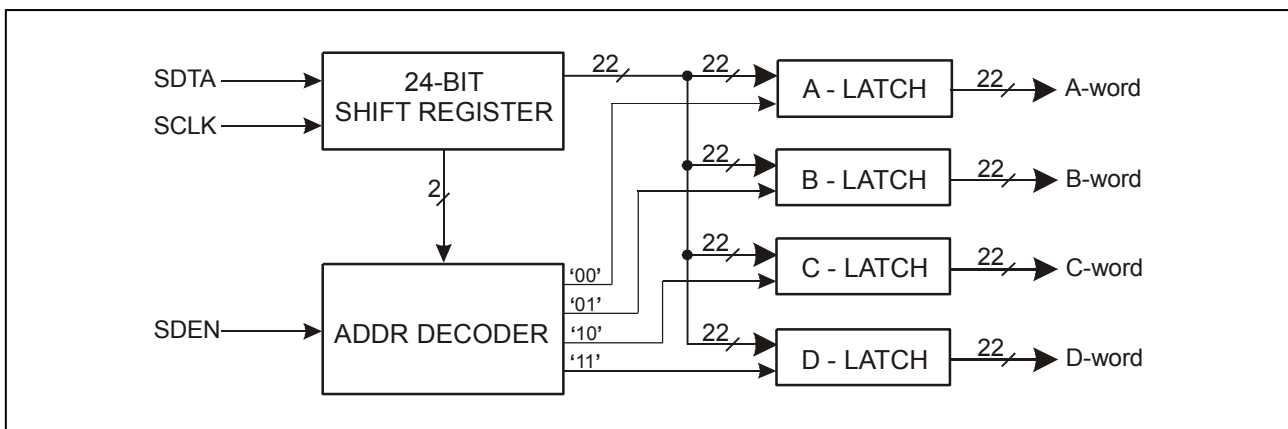 SDTA
SCLK
24-BIT
SHIFT REGISTER
22
22
A - LATCH
22
A-word
2
22
B - LATCH
22
B-word
SDEN
ADDR DECODER
‘00’
‘01’
‘10’
‘11’
22
C - LATCH
22
C-word
22
D - LATCH
22
D-word